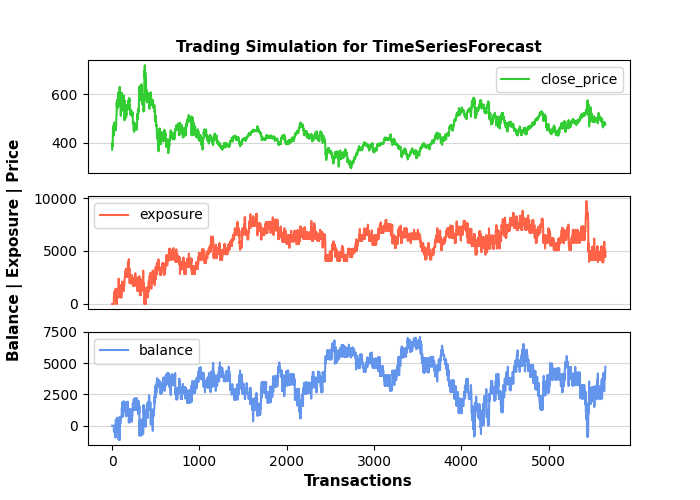 Trading Simulation for TimeSeriesForecast
close_price
600
400
exposure
10000
5000
0
balance
7500
5000
2500
0
0 1000 2000 3000 4000 5000
Transactions
Balance | Exposure | Price